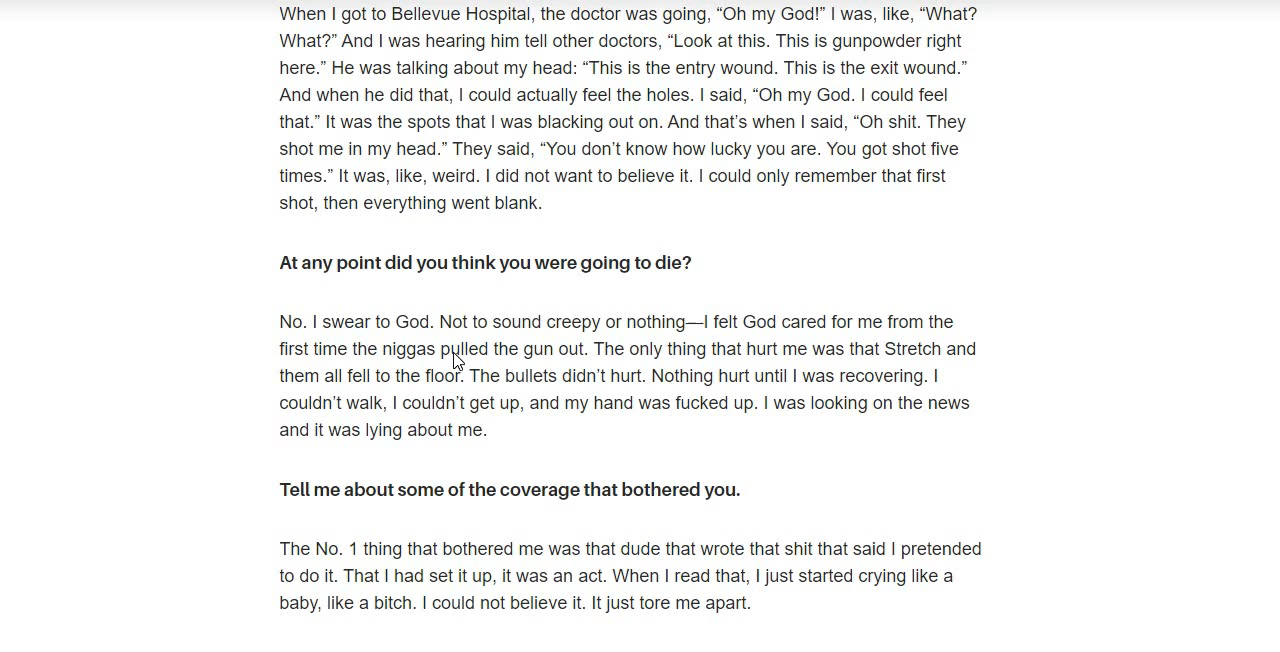 When I got to Bellevue Hospital, the doctor was going, “Oh my God!” I was, like, “What?
What?” And I was hearing him tell other doctors, “Look at this. This is gunpowder right
here.” He was talking about my head: “This is the entry wound. This is the exit wound.”
And when he did that, I could actually feel the holes. I said, “Oh my God. I could feel
that.” It was the spots that I was blacking out on. And that’s when I said, “Oh shit. They
shot me in my head.” They said, “You don’t know how lucky you are. You got shot five
times.” It was, like, weird. I did not want to believe it. I could only remember that first
shot, then everything went blank.
At any point did you think you were going to die?
No. I swear to God. Not to sound creepy or nothing—I felt God cared for me from the
first time the niggas pulled the gun out. The only thing that hurt me was that Stretch and
them all fell to the floor. The bullets didn’t hurt. Nothing hurt until I was recovering. I
couldn’t walk, I couldn’t get up, and my hand was fucked up. I was looking on the news
and it was lying about me.
Tell me about some of the coverage that bothered you.
The No. 1 thing that bothered me was that dude that wrote that shit that said I pretended
to do it. That I had set it up, it was an act. When I read that, I just started crying like a
baby, like a bitch. I could not believe it. It just tore me apart.